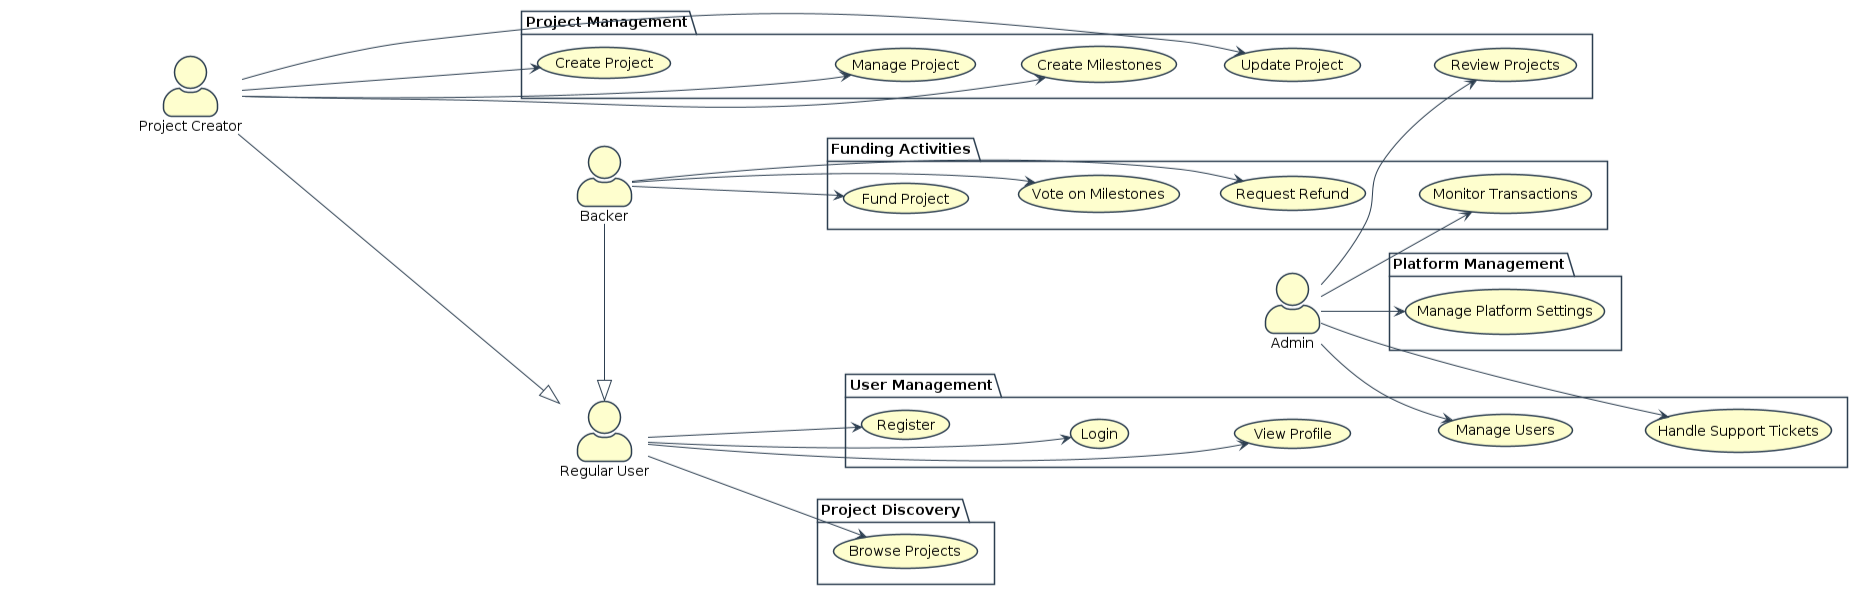 Project Management
Create Project
Manage Project
Create Milestones
Update Project
Review Projects
Project Creator
Funding Activities
Backer
Fund Project
Vote on Milestones
Request Refund
Monitor Transactions
Platform Management
Manage Platform Settings
Admin
User Management
Register
Login
View Profile
Manage Users
Handle Support Tickets
Regular User
Project Discovery
Browse Projects